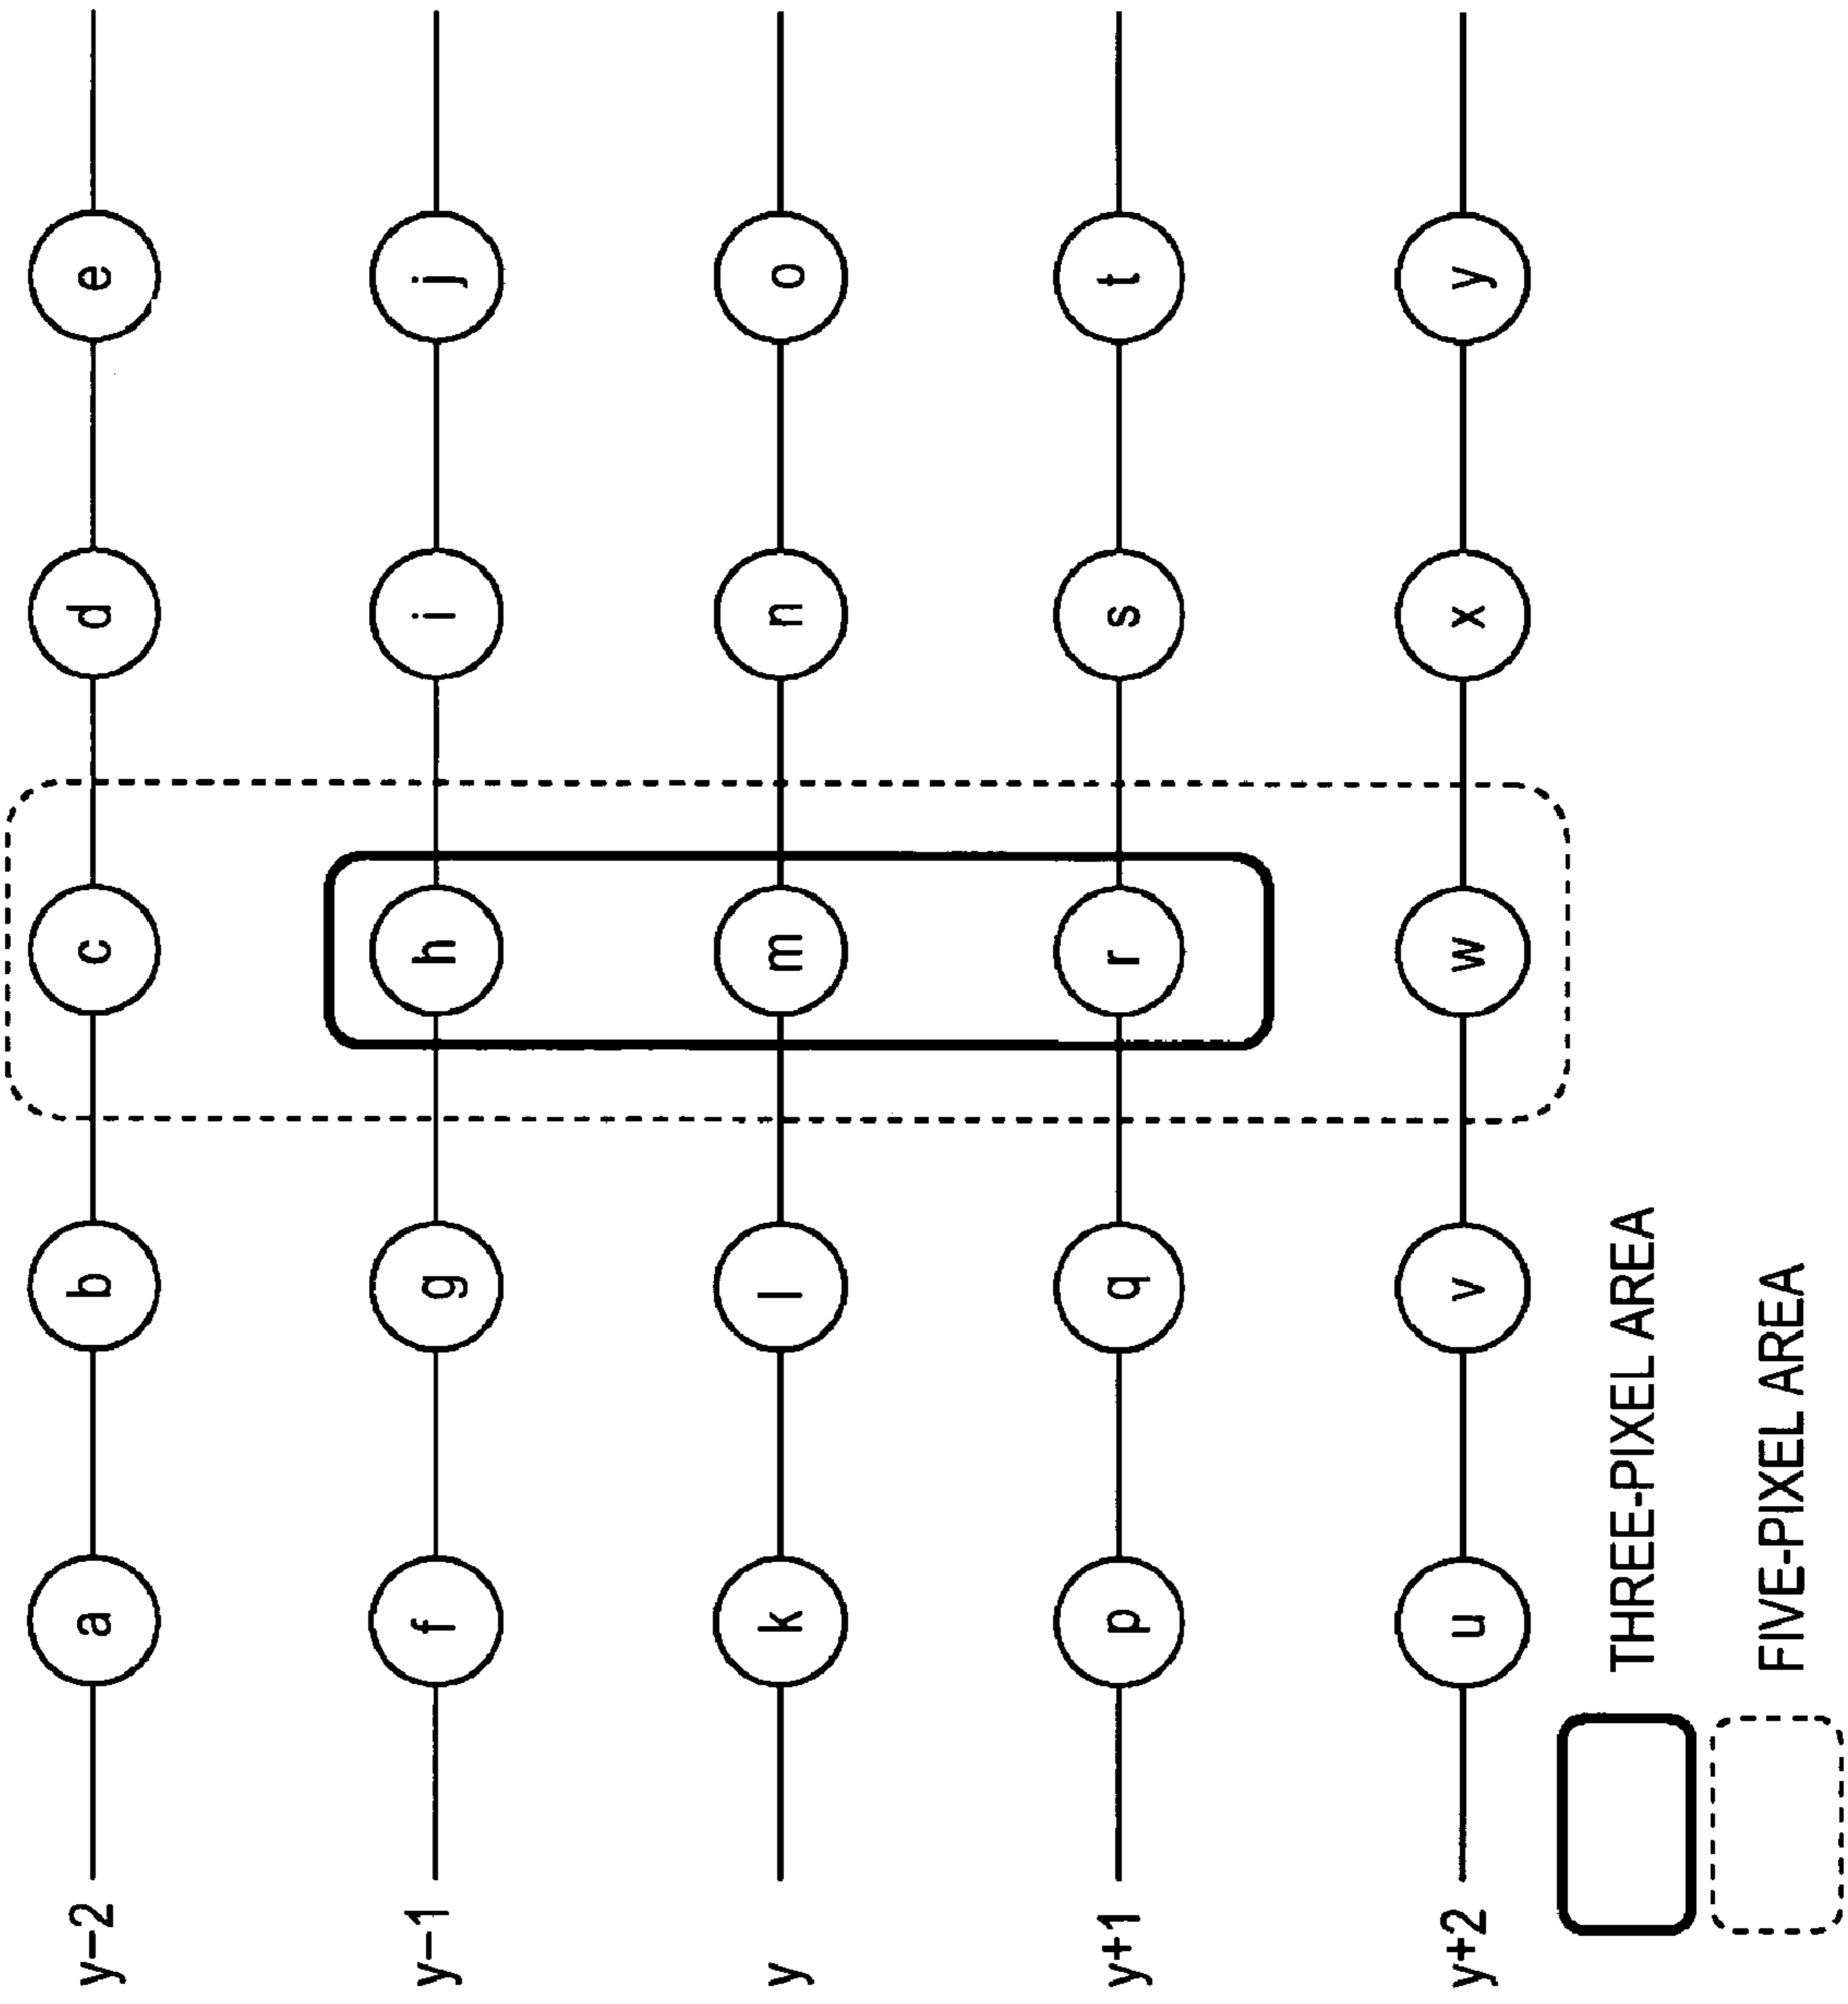 y−2 a b c d e
y−1 f g h i j
y k l m n o
y+1 p q r s t
y+2 u v w x y
THREE-PIXEL AREA
FIVE-PIXEL AREA